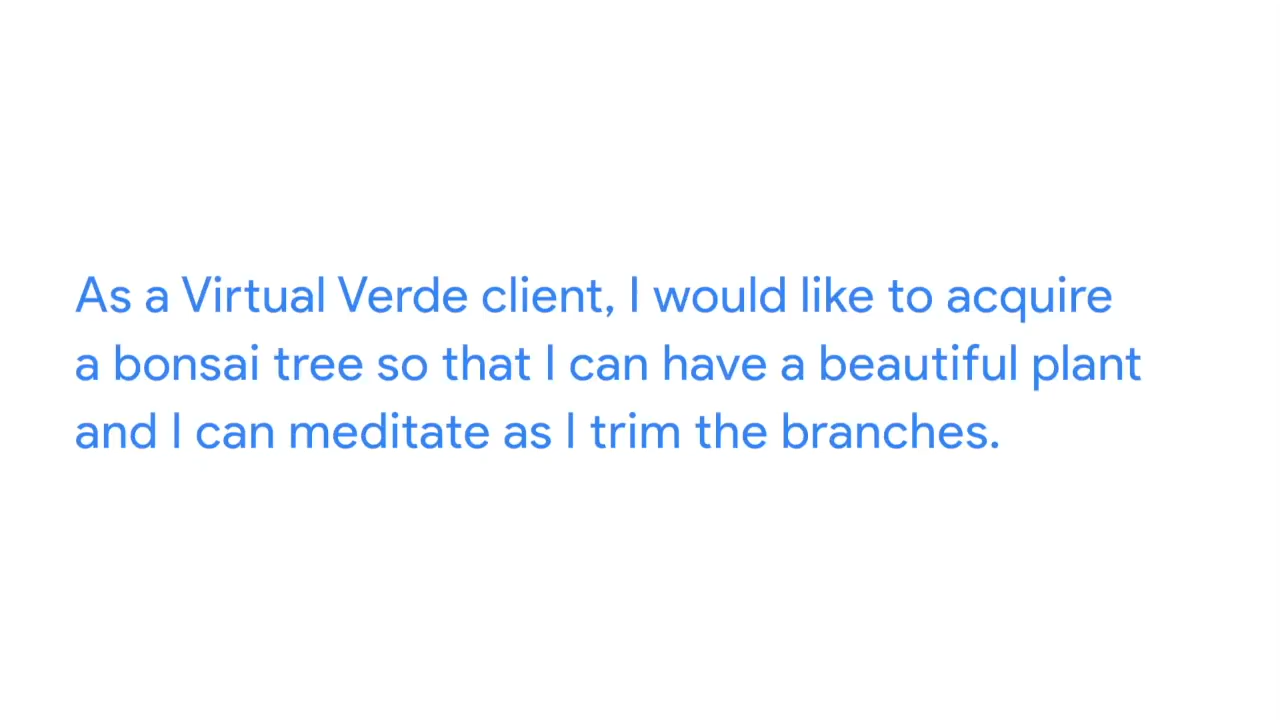 As a Virtual Verde client, I would like to acquire
a bonsai tree so that I can have a beautiful plant
and I can meditate as I trim the branches.